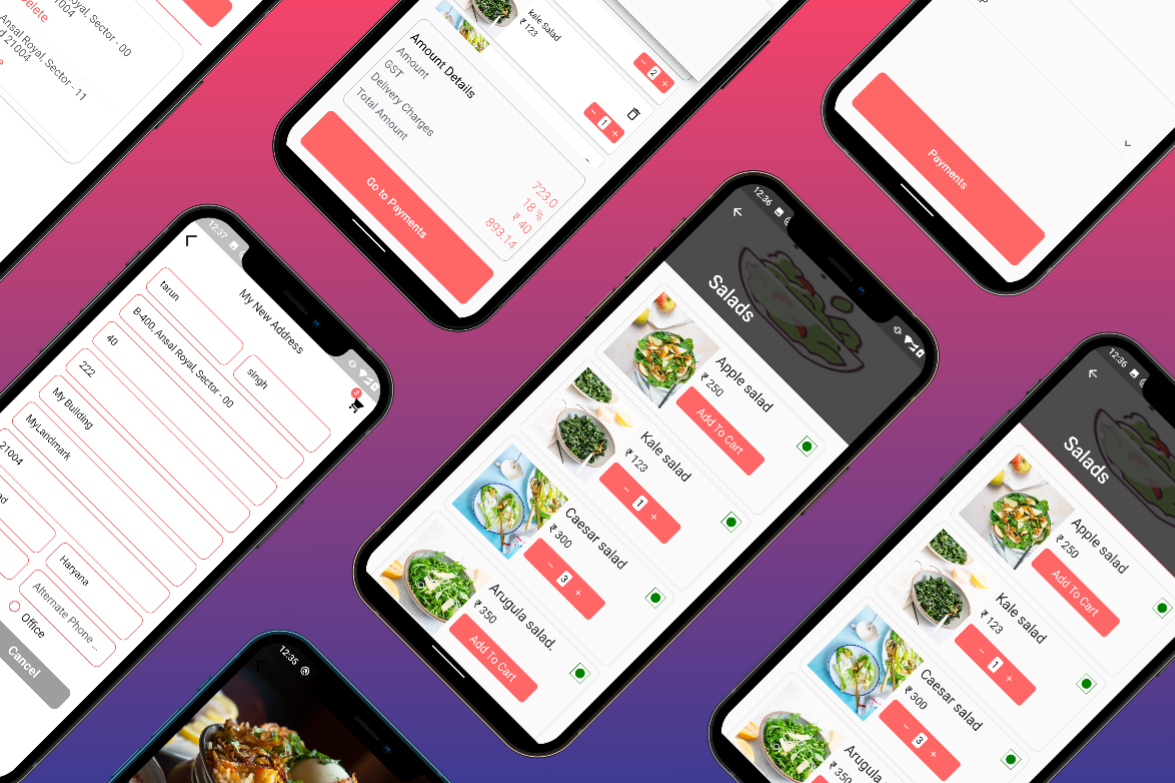 Delete
Royal, Sector - 00
21004
Ansal Royal, Sector - 11
21004
Kale Salad
₹ 123
2
1
Amount Details
Amount
GST
Delivery Charges
Total Amount
723.0
18 %
₹ 40
893.14
Go to Payments
Payments
12:37
My New Address
3
tarun
singh
B-400, Ansal Royal, Sector - 00
40
222
My Building
MyLandmark
21004
Haryana
Alternate Phone ...
Office
Cancel
12:35
12:36
Salads
Apple salad
₹ 250
Add To Cart
Kale salad
₹ 123
1
Caesar salad
₹ 300
3
Arugula salad.
₹ 350
Add To Cart
12:36
Salads
Apple salad
₹ 250
Add To Cart
Kale salad
₹ 123
1
Caesar salad
₹ 300
3
Arugula
₹ 350